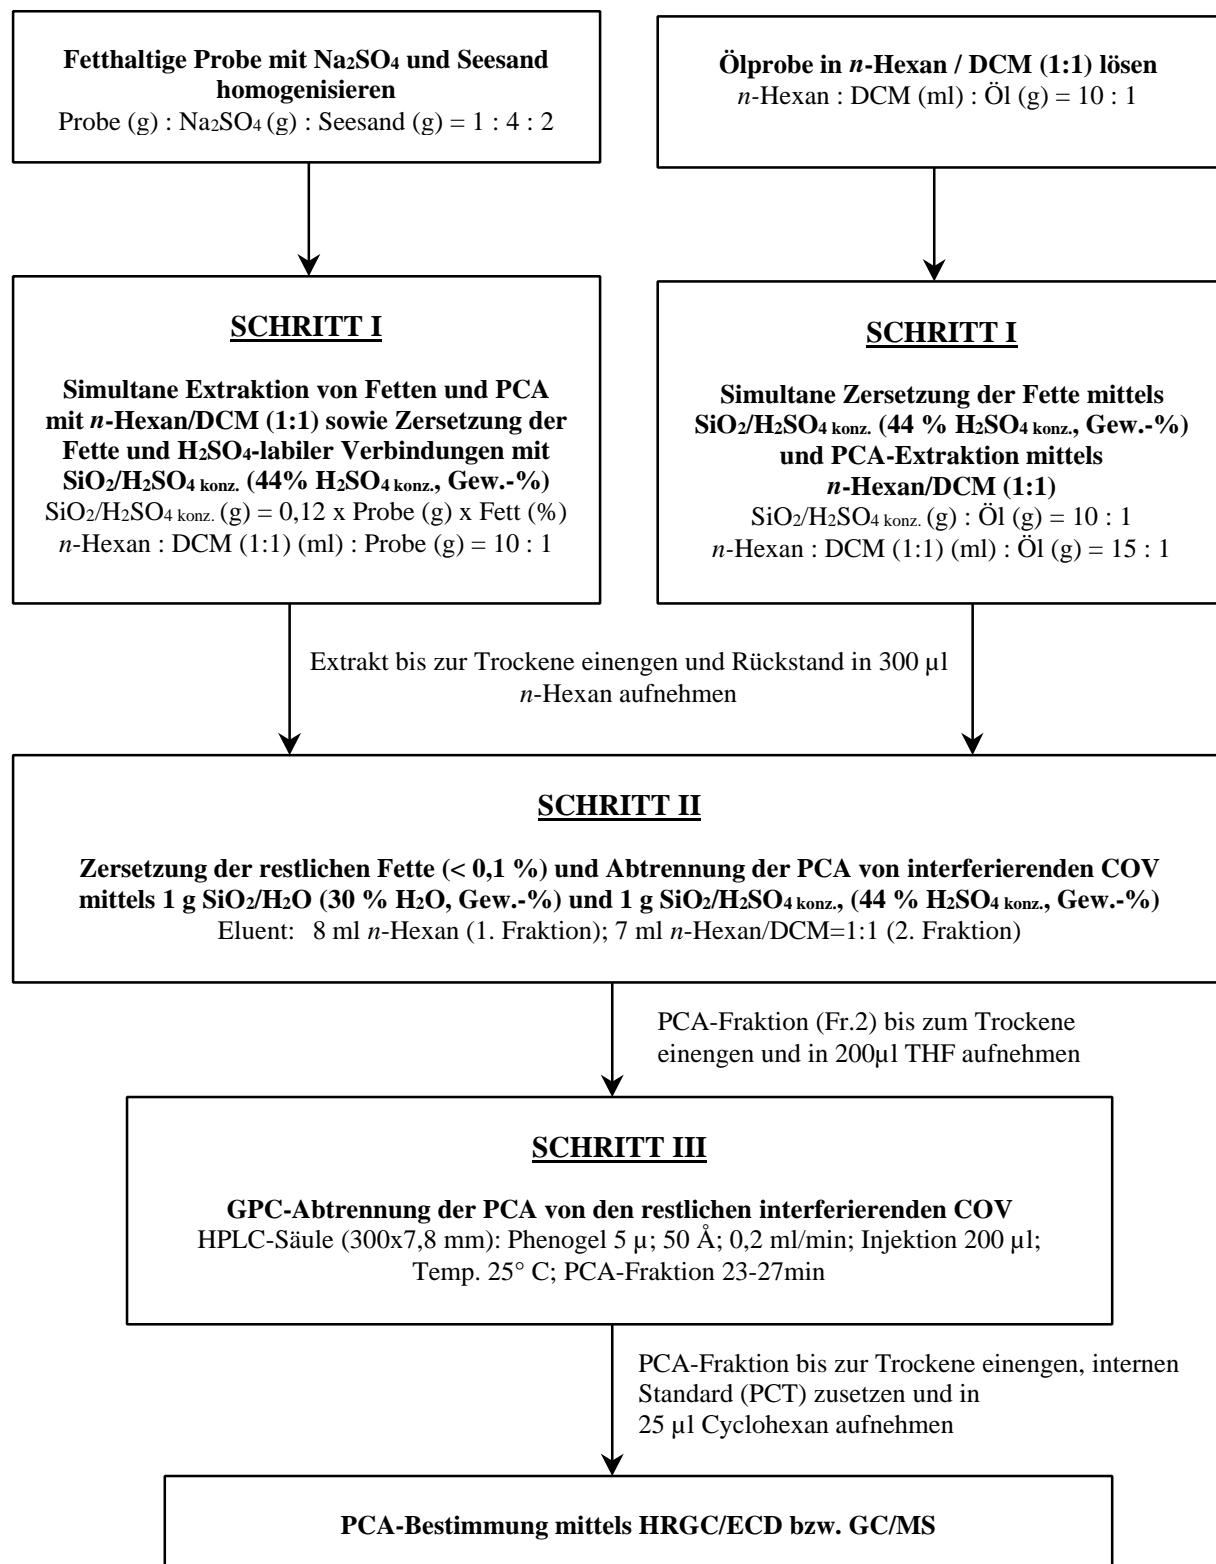 Fetthaltige Probe mit Na₂SO₄ und Seesand
homogenisieren
Probe (g) : Na₂SO₄ (g) : Seesand (g) = 1 : 4 : 2
Ölprobe in n-Hexan / DCM (1:1) lösen
n-Hexan : DCM (ml) : Öl (g) = 10 : 1
SCHRITT I
Simultane Extraktion von Fetten und PCA
mit n-Hexan/DCM (1:1) sowie Zersetzung der
Fette und H₂SO₄-labiler Verbindungen mit
SiO₂/H₂SO₄ konz. (44% H₂SO₄ konz., Gew.-%)
SiO₂/H₂SO₄ konz. (g) = 0,12 x Probe (g) x Fett (%)
n-Hexan : DCM (1:1) (ml) : Probe (g) = 10 : 1
SCHRITT I
Simultane Zersetzung der Fette mittels
SiO₂/H₂SO₄ konz. (44 % H₂SO₄ konz., Gew.-%)
und PCA-Extraktion mittels
n-Hexan/DCM (1:1)
SiO₂/H₂SO₄ konz. (g) : Öl (g) = 10 : 1
n-Hexan : DCM (1:1) (ml) : Öl (g) = 15 : 1
Extrakt bis zur Trockene einengen und Rückstand in 300 µl
n-Hexan aufnehmen
SCHRITT II
Zersetzung der restlichen Fette (< 0,1 %) und Abtrennung der PCA von interferierenden COV
mittels 1 g SiO₂/H₂O (30 % H₂O, Gew.-%) und 1 g SiO₂/H₂SO₄ konz., (44 % H₂SO₄ konz., Gew.-%)
Eluent: 8 ml n-Hexan (1. Fraktion); 7 ml n-Hexan/DCM=1:1 (2. Fraktion)
PCA-Fraktion (Fr.2) bis zum Trockene
einengen und in 200µl THF aufnehmen
SCHRITT III
GPC-Abtrennung der PCA von den restlichen interferierenden COV
HPLC-Säule (300x7,8 mm): Phenogel 5 µ; 50 Å; 0,2 ml/min; Injektion 200 µl;
Temp. 25° C; PCA-Fraktion 23-27min
PCA-Fraktion bis zur Trockene einengen, internen
Standard (PCT) zusetzen und in
25 µl Cyclohexan aufnehmen
PCA-Bestimmung mittels HRGC/ECD bzw. GC/MS